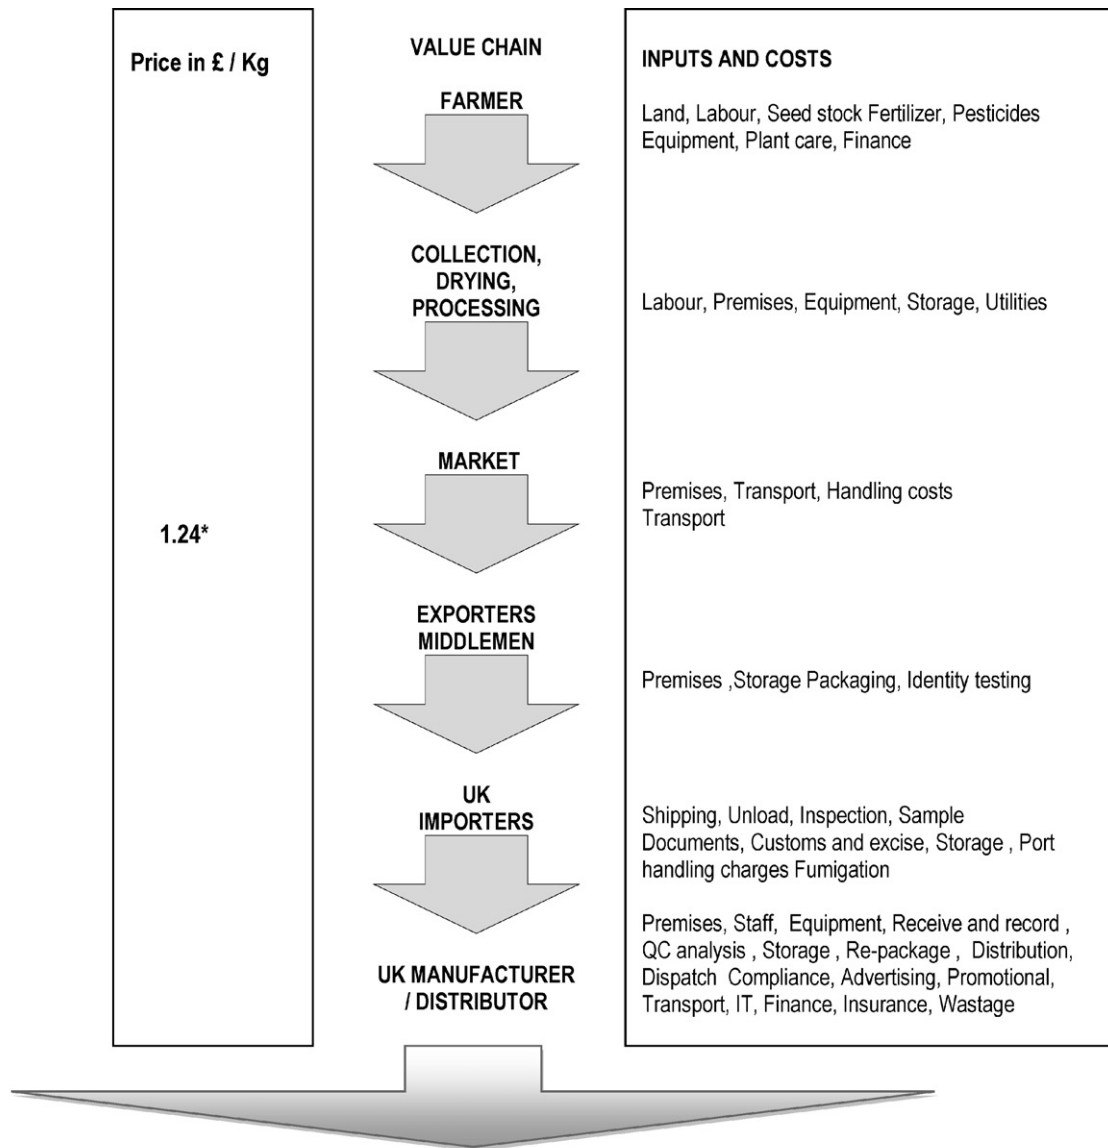 Price in £ / Kg
VALUE CHAIN
INPUTS AND COSTS
FARMER
Land, Labour, Seed stock Fertilizer, Pesticides
Equipment, Plant care, Finance
COLLECTION,
DRYING,
PROCESSING
Labour, Premises, Equipment, Storage, Utilities
MARKET
Premises, Transport, Handling costs
Transport
1.24*
EXPORTERS
MIDDLEMEN
Premises ,Storage Packaging, Identity testing
UK
IMPORTERS
Shipping, Unload, Inspection, Sample
Documents, Customs and excise, Storage , Port
handling charges Fumigation
UK MANUFACTURER
/ DISTRIBUTOR
Premises, Staff, Equipment, Receive and record ,
QC analysis , Storage , Re-package , Distribution,
Dispatch Compliance, Advertising, Promotional,
Transport, IT, Finance, Insurance, Wastage